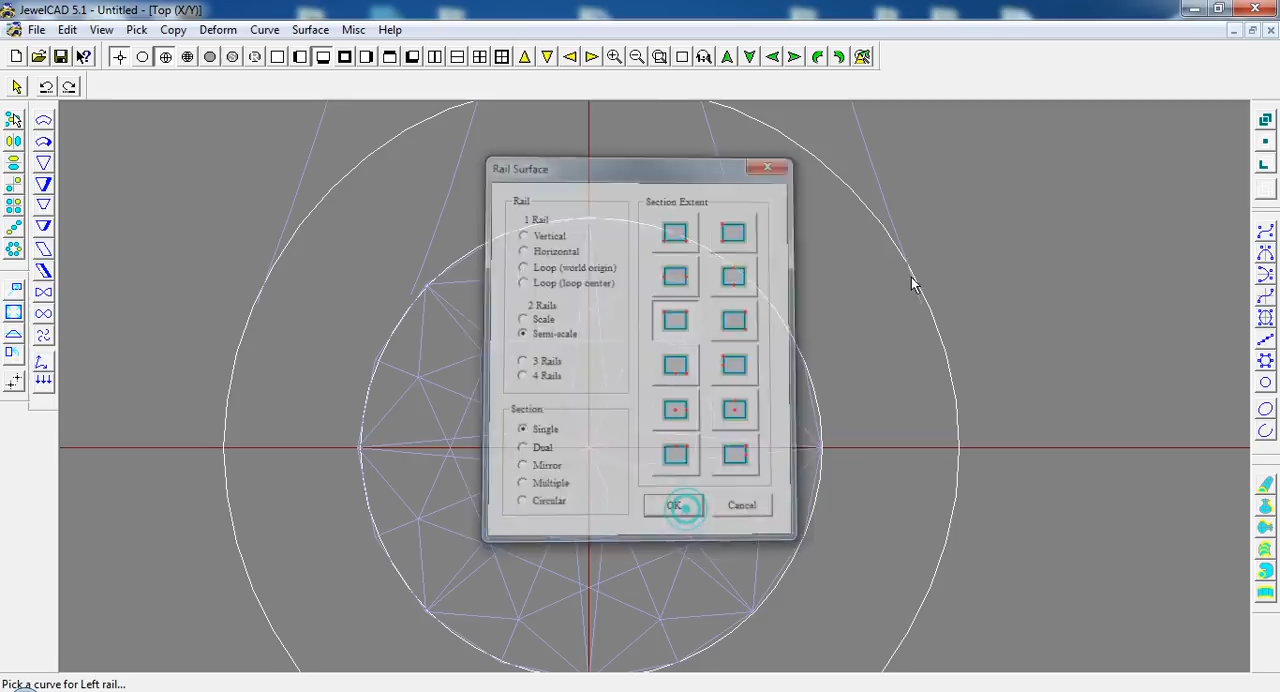 JewelCAD 5.1 - Untitled - [Top (X/Y)]
File Edit View Pick Copy Deform Curve Surface Misc Help
Rail Surface
Rail
1 Rail
Vertical
Horizontal
Loop (world origin)
Loop (loop center)
2 Rails
Scale
Semi-scale
3 Rails
4 Rails
Section
Single
Dual
Mirror
Multiple
Circular
Section Extent
OK
Cancel
Pick a curve for Left rail...